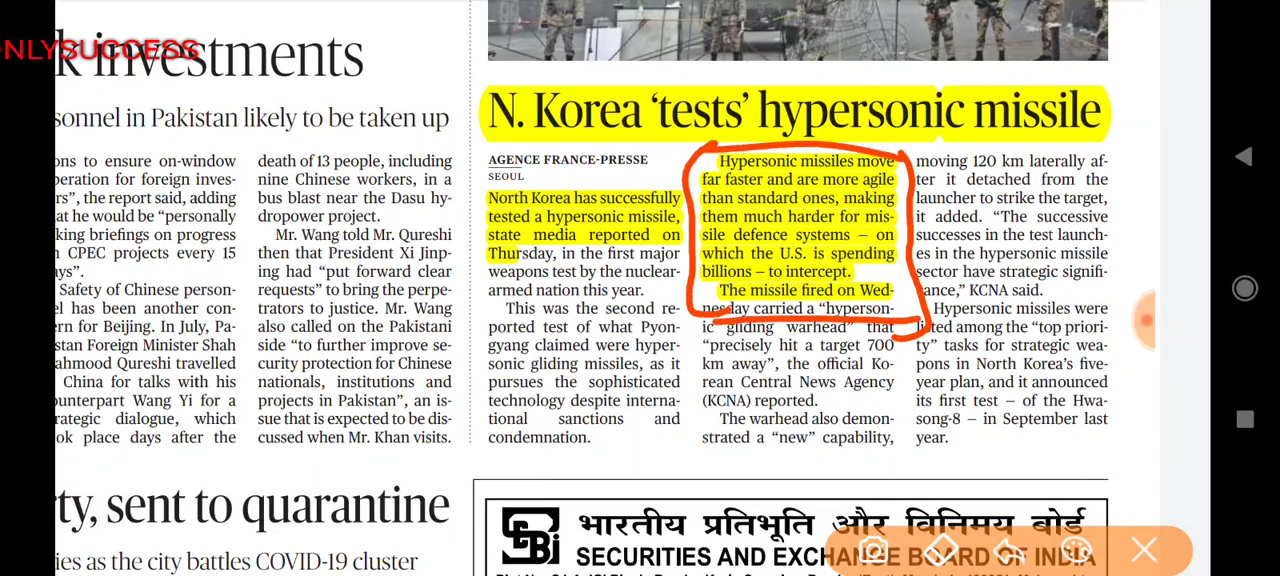 ONLYSUCCESS
k investments
sonnel in Pakistan likely to be taken up
ons to ensure on-window
peration for foreign inves-
rs”, the report said, adding
at he would be “personally
king briefings on progress
CPEC projects every 15
ays”.
Safety of Chinese person-
el has been another con-
ern for Beijing. In July, Pa-
stan Foreign Minister Shah
ahmood Qureshi travelled
China for talks with his
ounterpart Wang Yi for a
rategic dialogue, which
ok place days after the
death of 13 people, including
nine Chinese workers, in a
bus blast near the Dasu hy-
dropower project.
Mr. Wang told Mr. Qureshi
then that President Xi Jinp-
ing had “put forward clear
requests” to bring the perpe-
trators to justice. Mr. Wang
also called on the Pakistani
side “to further improve se-
curity protection for Chinese
nationals, institutions and
projects in Pakistan”, an is-
sue that is expected to be dis-
cussed when Mr. Khan visits.
ty, sent to quarantine
ies as the city battles COVID-19 cluster
N. Korea ‘tests’ hypersonic missile
AGENCE FRANCE-PRESSE
SEOUL
North Korea has successfully
tested a hypersonic missile,
state media reported on
Thursday, in the first major
weapons test by the nuclear-
armed nation this year.
This was the second re-
ported test of what Pyon-
gyang claimed were hyper-
sonic gliding missiles, as it
pursues the sophisticated
technology despite interna-
tional sanctions and
condemnation.
Hypersonic missiles move
far faster and are more agile
than standard ones, making
them much harder for mis-
sile defence systems – on
which the U.S. is spending
billions – to intercept.
The missile fired on Wed-
nesday carried a “hyperson-
ic gliding warhead” that
“precisely hit a target 700
km away”, the official Ko-
rean Central News Agency
(KCNA) reported.
The warhead also demon-
strated a “new” capability,
moving 120 km laterally af-
ter it detached from the
launcher to strike the target,
it added. “The successive
successes in the test launch-
es in the hypersonic missile
sector have strategic signifi-
cance,” KCNA said.
Hypersonic missiles were
listed among the “top priori-
ty” tasks for strategic wea-
pons in North Korea’s five-
year plan, and it announced
its first test – of the Hwa-
song-8 – in September last
year.
SEBI
भारतीय प्रतिभूति और विनिमय बोर्ड
SECURITIES AND EXCHANGE BOARD OF INDIA